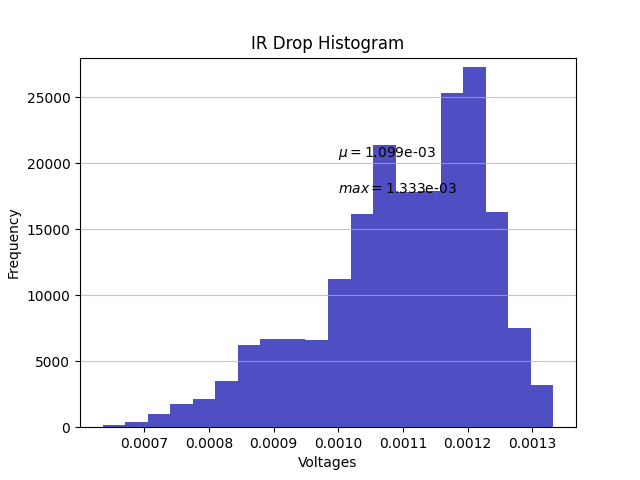 IR Drop Histogram
25000
20000
15000
10000
5000
0
Frequency
μ = 1.099e-03
max = 1.333e-03
0.0007 0.0008 0.0009 0.0010 0.0011 0.0012 0.0013
Voltages